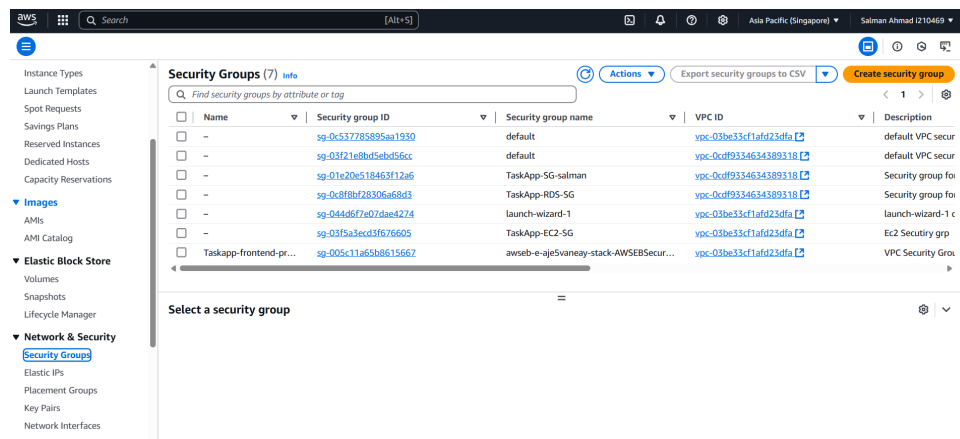 aws
Search [Alt+S] Asia Pacific (Singapore) Salman Ahmad i210469
Instance Types
Launch Templates
Spot Requests
Savings Plans
Reserved Instances
Dedicated Hosts
Capacity Reservations
Images
AMIs
AMI Catalog
Elastic Block Store
Volumes
Snapshots
Lifecycle Manager
Network & Security
Security Groups
Elastic IPs
Placement Groups
Key Pairs
Network Interfaces
Security Groups (7) Info Actions Export security groups to CSV Create security group
Find security groups by attribute or tag 1
Name Security group ID Security group name VPC ID Description
– sg-0c537785895aa1930 default vpc-03be33cf1afd23dfa default VPC secur
– sg-03f21e8bd5ebd56cc default vpc-0cdf9334634389318 default VPC secur
– sg-01e20e518463f12a6 TaskApp-SG-salman vpc-0cdf9334634389318 Security group fo
– sg-0c8f8bf28306a68d3 TaskApp-RDS-SG vpc-0cdf9334634389318 Security group fo
– sg-044d6f7e07dae4274 launch-wizard-1 vpc-03be33cf1afd23dfa launch-wizard-1 c
– sg-03f5a3ecd3f676605 TaskApp-EC2-SG vpc-03be33cf1afd23dfa Ec2 Secutiry grp
Taskapp-frontend-pr... sg-005c11a65b8615667 awseb-e-aje5vaneay-stack-AWSEBSecur... vpc-03be33cf1afd23dfa VPC Security Grou
Select a security group